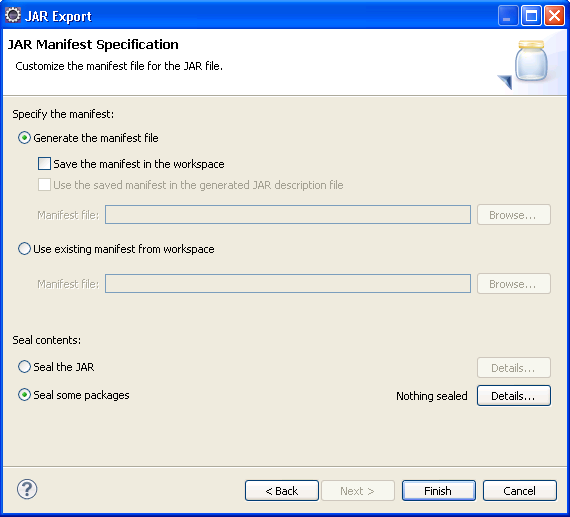 JAR Export
JAR Manifest Specification
Customize the manifest file for the JAR file.
Specify the manifest:
Generate the manifest file
Save the manifest in the workspace
Use the saved manifest in the generated JAR description file
Manifest file: Browse...
Use existing manifest from workspace
Manifest file: Browse...
Seal contents:
Seal the JAR Details...
Seal some packages Nothing sealed Details...
? < Back Next > Finish Cancel